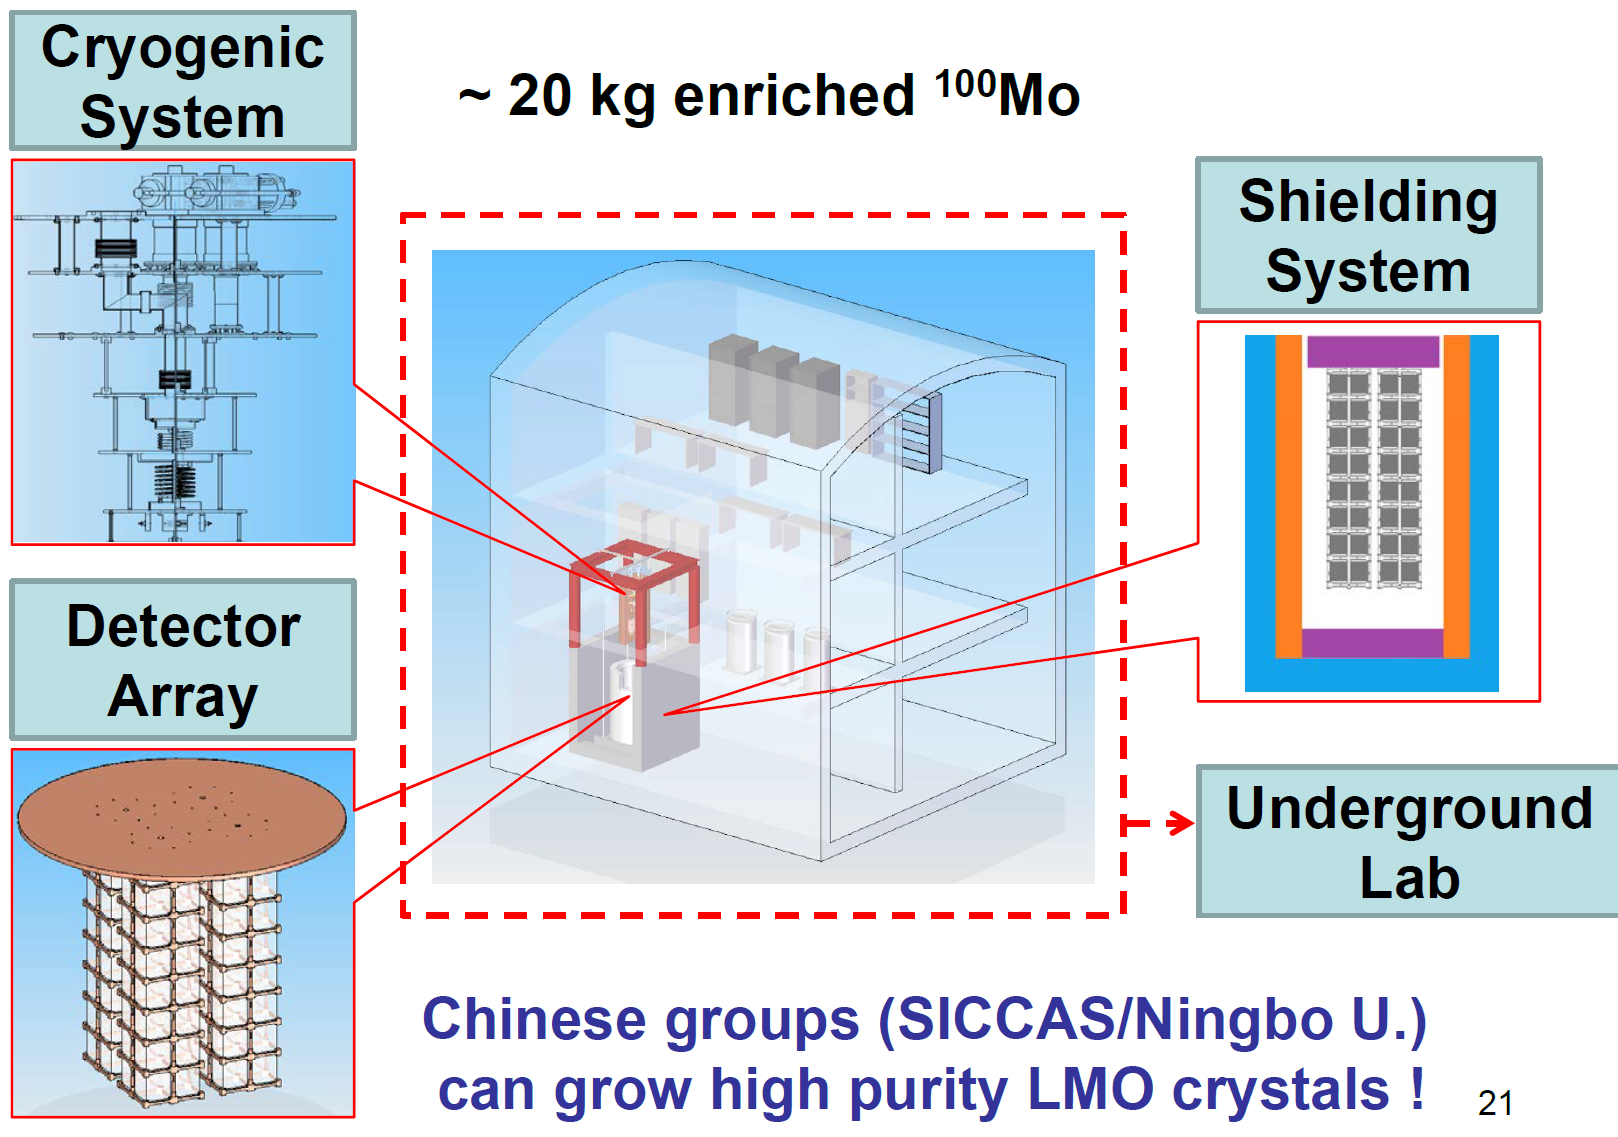 Cryogenic
System
~ 20 kg enriched ¹⁰⁰Mo
Shielding
System
Detector
Array
Underground
Lab
Chinese groups (SICCAS/Ningbo U.)
can grow high purity LMO crystals !
21